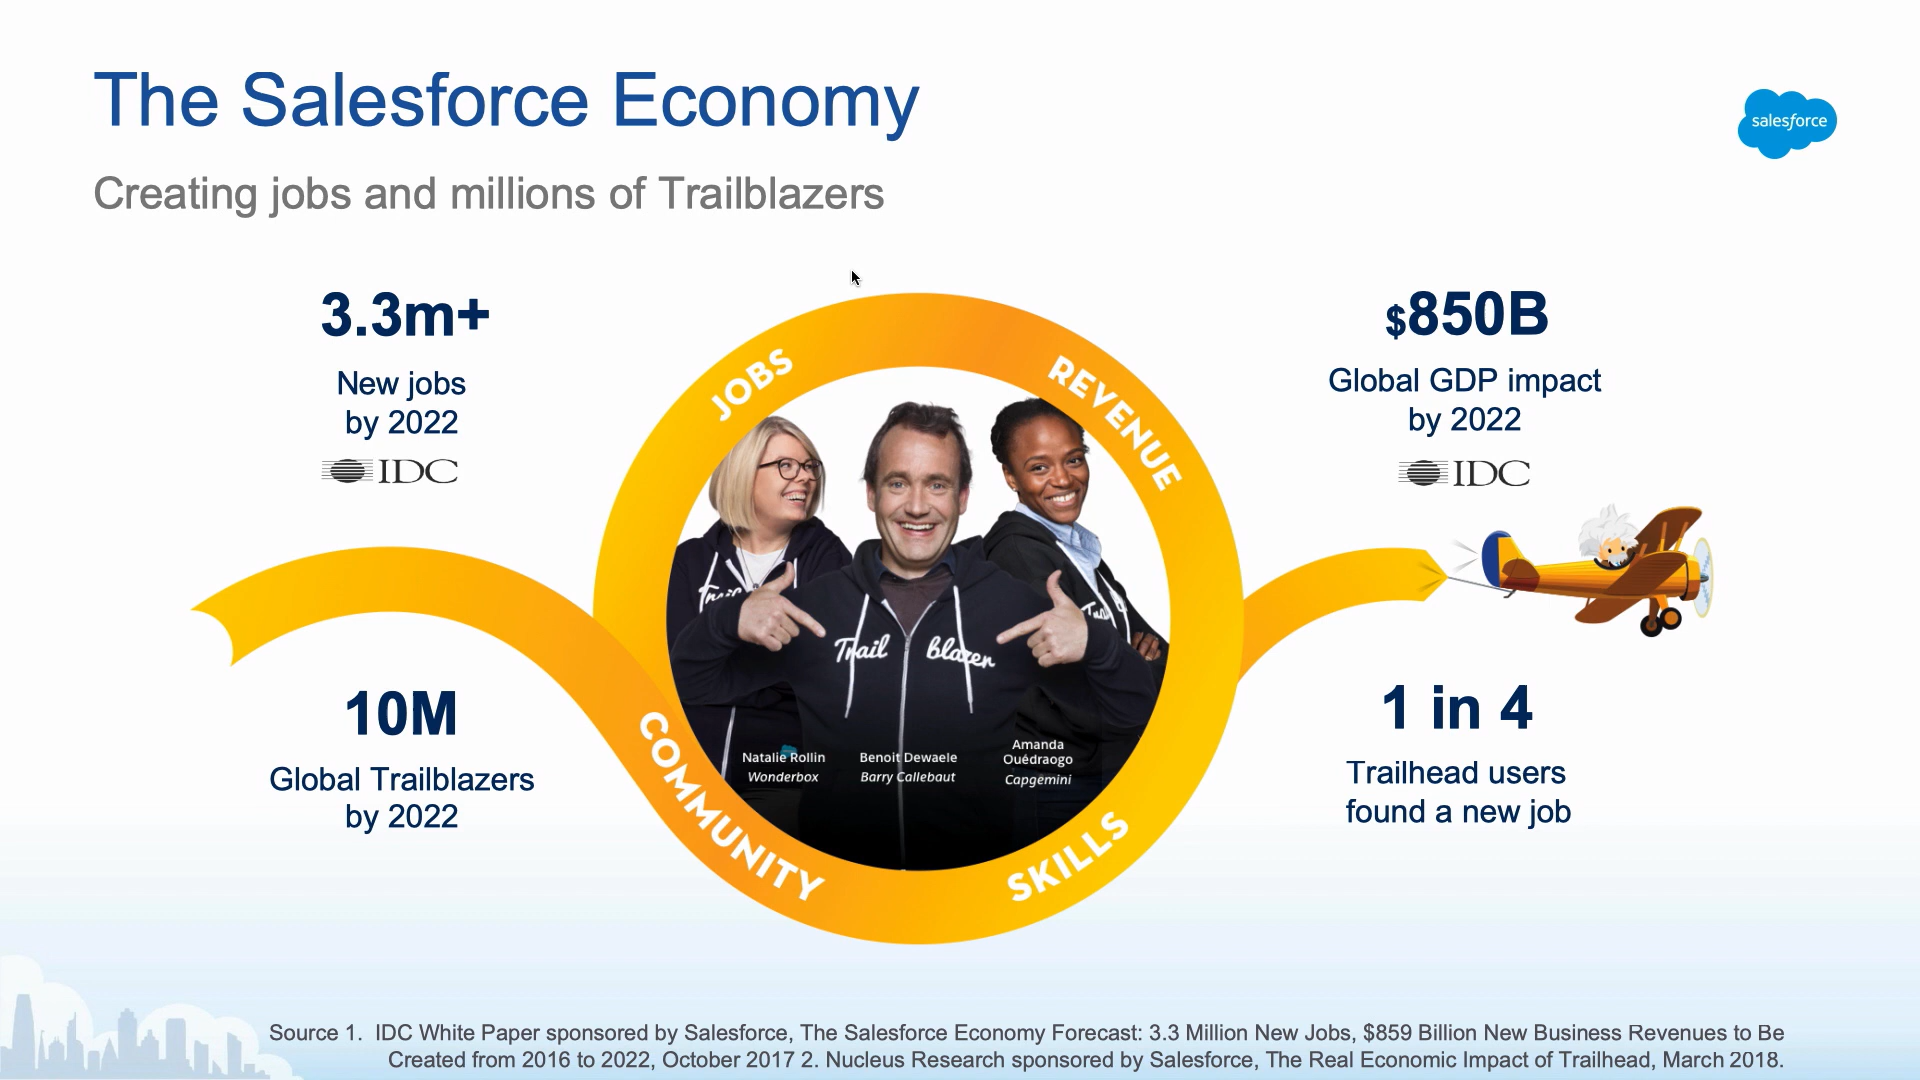 The Salesforce Economy
salesforce
Creating jobs and millions of Trailblazers
3.3m+
New jobs
by 2022
IDC
$850B
Global GDP impact
by 2022
IDC
JOBS
REVENUE
COMMUNITY
SKILLS
Trail
Trail blazer
Tra
Natalie Rollin
Wonderbox
Benoit Dewaele
Barry Callebaut
Amanda
Ouédraogo
Capgemini
10M
Global Trailblazers
by 2022
1 in 4
Trailhead users
found a new job
Source 1. IDC White Paper sponsored by Salesforce, The Salesforce Economy Forecast: 3.3 Million New Jobs, $859 Billion New Business Revenues to Be
Created from 2016 to 2022, October 2017 2. Nucleus Research sponsored by Salesforce, The Real Economic Impact of Trailhead, March 2018.